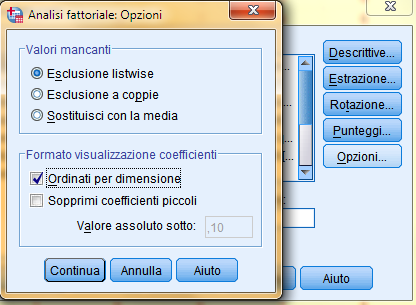 Analisi fattoriale: Opzioni
Valori mancanti
Esclusione listwise
Esclusione a coppie
Sostituisci con la media
Formato visualizzazione coefficienti
Ordinati per dimensione
Sopprimi coefficienti piccoli
Valore assoluto sotto: ,10
Continua Annulla Aiuto
Descrittive...
Estrazione...
Rotazione...
Punteggi...
Opzioni...
Aiuto